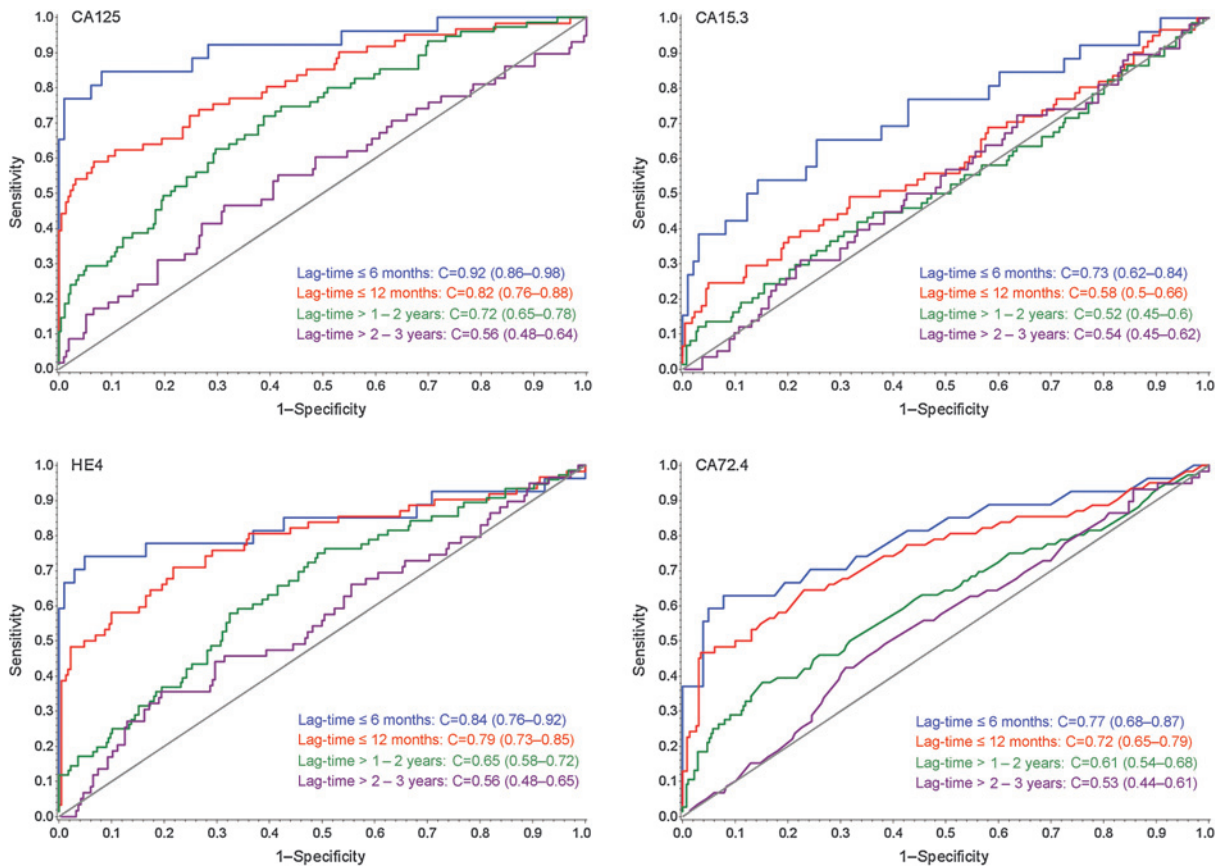 CA125
1.0
0.9
0.8
0.7
0.6
0.5
0.4
0.3
0.2
0.1
0.0
Sensitivity
Lag-time ≤ 6 months: C=0.92 (0.86–0.98)
Lag-time ≤ 12 months: C=0.82 (0.76–0.88)
Lag-time > 1 – 2 years: C=0.72 (0.65–0.78)
Lag-time > 2 – 3 years: C=0.56 (0.48–0.64)
0.0 0.1 0.2 0.3 0.4 0.5 0.6 0.7 0.8 0.9 1.0
1–Specificity
CA15.3
1.0
0.9
0.8
0.7
0.6
0.5
0.4
0.3
0.2
0.1
0.0
Sensitivity
Lag-time ≤ 6 months: C=0.73 (0.62–0.84)
Lag-time ≤ 12 months: C=0.58 (0.5–0.66)
Lag-time > 1 – 2 years: C=0.52 (0.45–0.6)
Lag-time > 2 – 3 years: C=0.54 (0.45–0.62)
0.0 0.1 0.2 0.3 0.4 0.5 0.6 0.7 0.8 0.9 1.0
1–Specificity
HE4
1.0
0.9
0.8
0.7
0.6
0.5
0.4
0.3
0.2
0.1
0.0
Sensitivity
Lag-time ≤ 6 months: C=0.84 (0.76–0.92)
Lag-time ≤ 12 months: C=0.79 (0.73–0.85)
Lag-time > 1 – 2 years: C=0.65 (0.58–0.72)
Lag-time > 2 – 3 years: C=0.56 (0.48–0.65)
0.0 0.1 0.2 0.3 0.4 0.5 0.6 0.7 0.8 0.9 1.0
1–Specificity
CA72.4
1.0
0.9
0.8
0.7
0.6
0.5
0.4
0.3
0.2
0.1
0.0
Sensitivity
Lag-time ≤ 6 months: C=0.77 (0.68–0.87)
Lag-time ≤ 12 months: C=0.72 (0.65–0.79)
Lag-time > 1 – 2 years: C=0.61 (0.54–0.68)
Lag-time > 2 – 3 years: C=0.53 (0.44–0.61)
0.0 0.1 0.2 0.3 0.4 0.5 0.6 0.7 0.8 0.9 1.0
1–Specificity